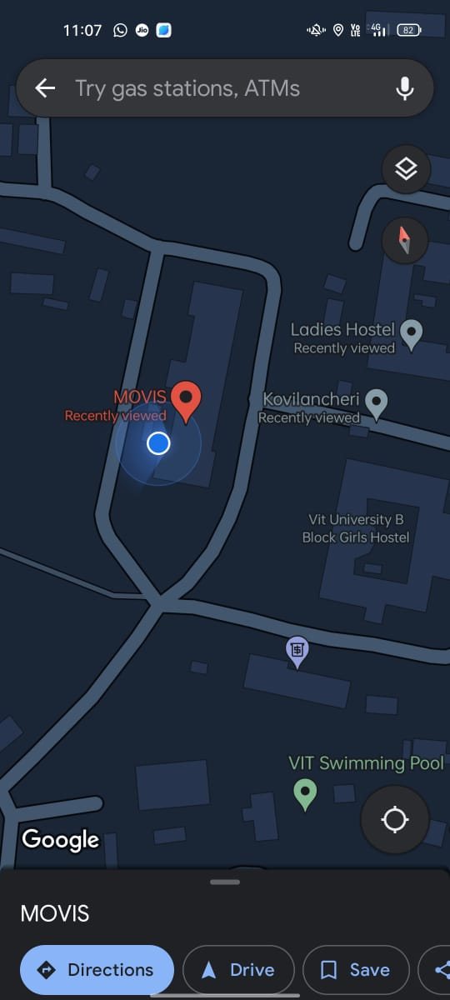 11:07
Jio
Vo
LTE
4G
82
Try gas stations, ATMs
Ladies Hostel
Recently viewed
MOVIS
Recently viewed
Kovilancheri
Recently viewed
Vit University B
Block Girls Hostel
$
VIT Swimming Pool
Google
MOVIS
Directions
Drive
Save